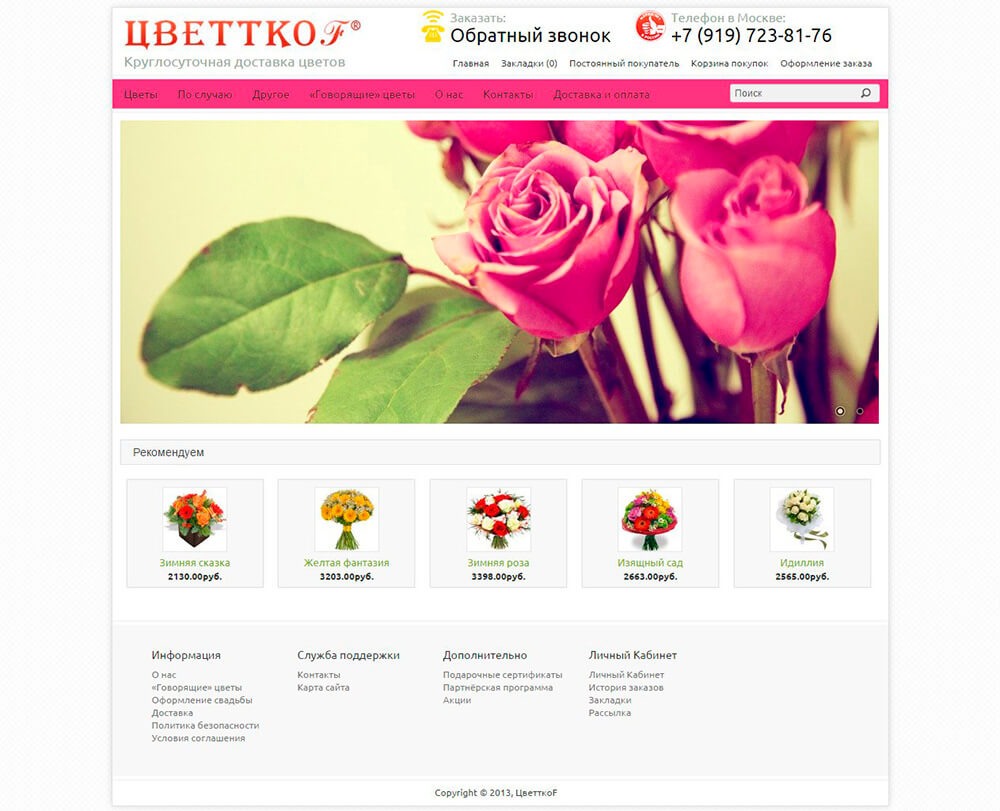 ЦВЕТТКОF®
Круглосуточная доставка цветов
Заказать:
Обратный звонок
Телефон в Москве:
+7 (919) 723-81-76
Главная Закладки (0) Постоянный покупатель Корзина покупок Оформление заказа
Цветы По случаю Другое «Говорящие» цветы О нас Контакты Доставка и оплата Поиск
Рекомендуем
Зимняя сказка
2130.00руб.
Желтая фантазия
3203.00руб.
Зимняя роза
3398.00руб.
Изящный сад
2663.00руб.
Идиллия
2565.00руб.
Информация
О нас
«Говорящие» цветы
Оформление свадьбы
Доставка
Политика безопасности
Условия соглашения
Служба поддержки
Контакты
Карта сайта
Дополнительно
Подарочные сертификаты
Партнёрская программа
Акции
Личный Кабинет
Личный Кабинет
История заказов
Закладки
Рассылка
Copyright © 2013, ЦветткоF